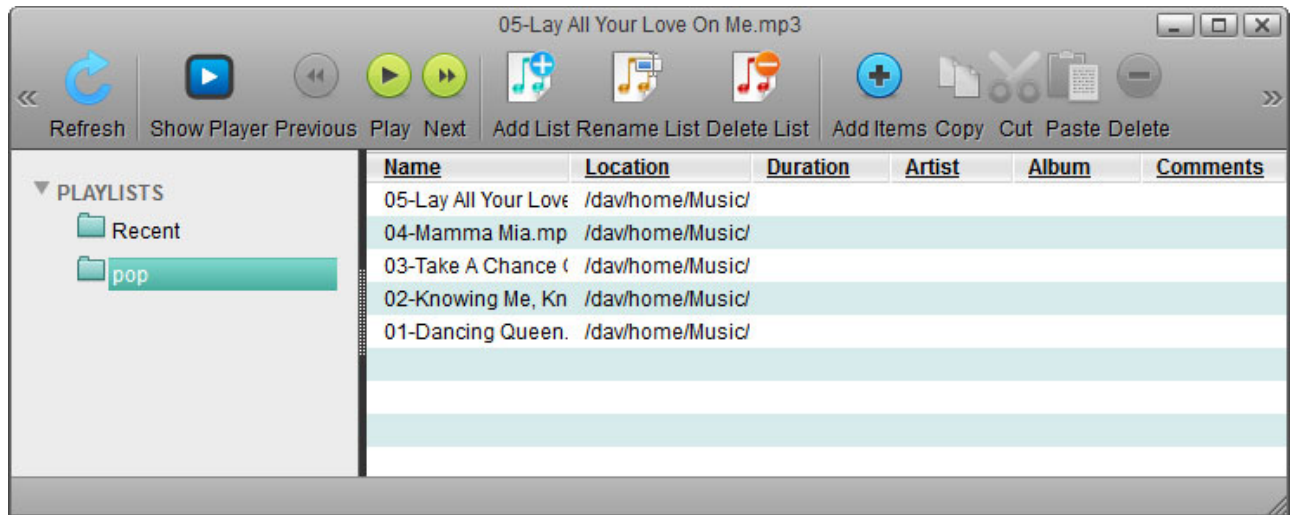 05-Lay All Your Love On Me.mp3
Refresh Show Player Previous Play Next Add List Rename List Delete List Add Items Copy Cut Paste Delete
PLAYLISTS
Recent
pop
Name Location Duration Artist Album Comments
05-Lay All Your Love /dav/home/Music/
04-Mamma Mia.mp /dav/home/Music/
03-Take A Chance /dav/home/Music/
02-Knowing Me, Kn /dav/home/Music/
01-Dancing Queen. /dav/home/Music/